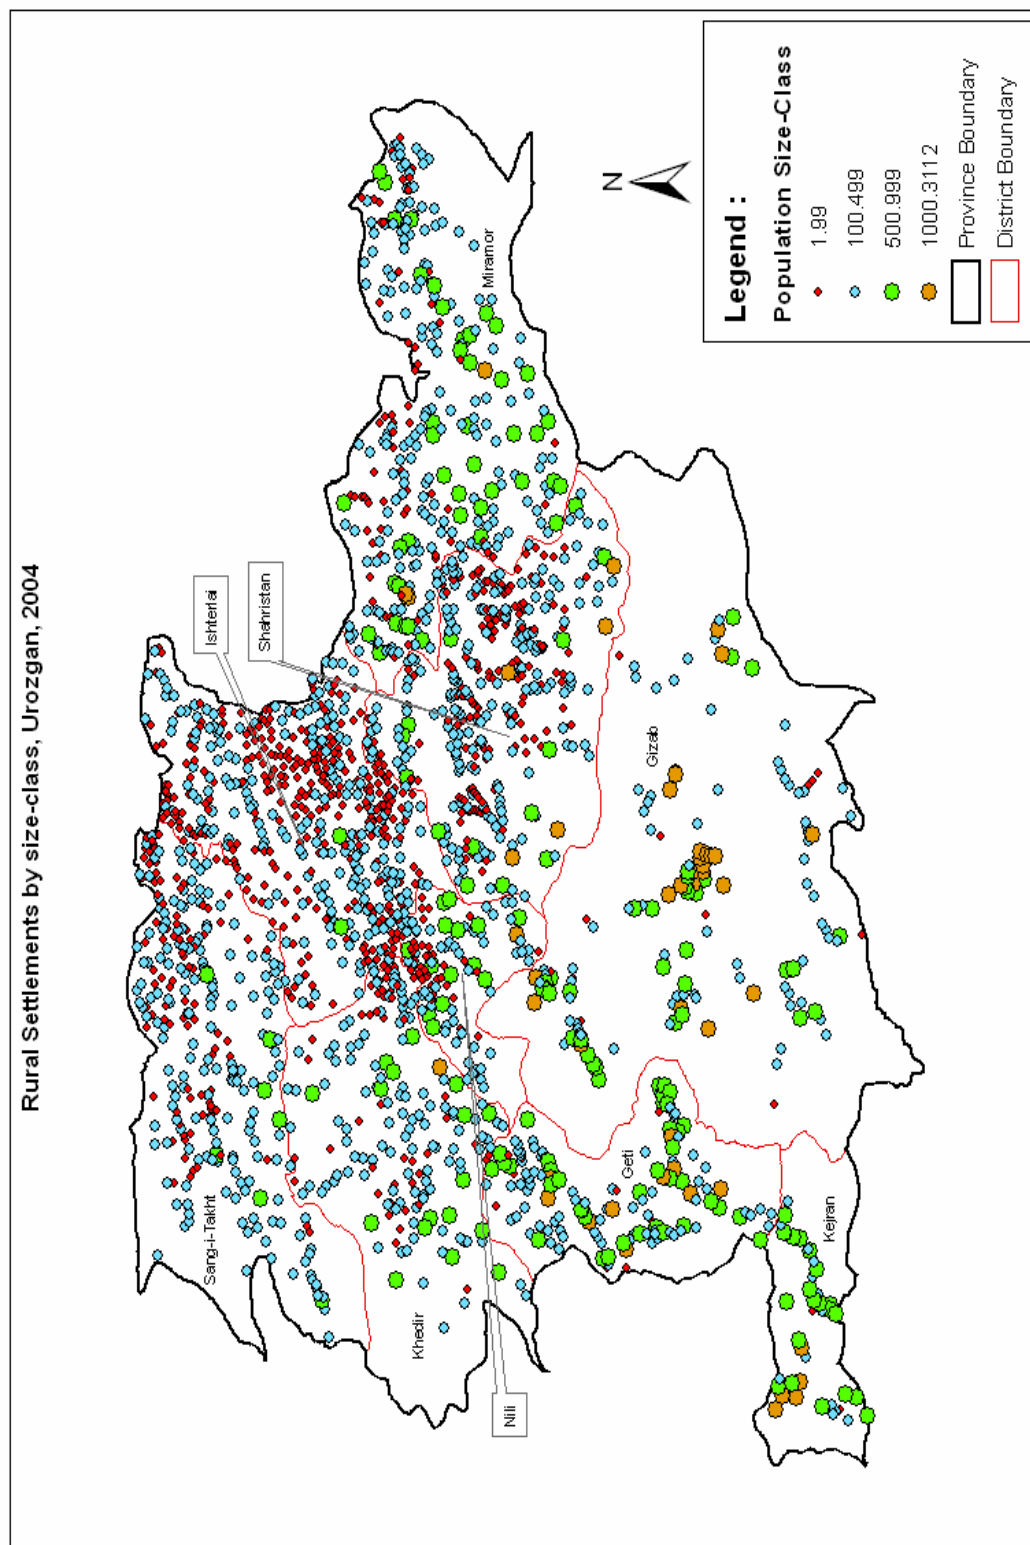 Rural Settlements by size-class, Urozgan, 2004
Ishterlai
Shahristan
Sang-i-Takht
Khedir
Nili
Miramor
Gizab
Geti
Kejran
N
Legend :
Population Size-Class
1.99
100.499
500.999
1000.3112
Province Boundary
District Boundary